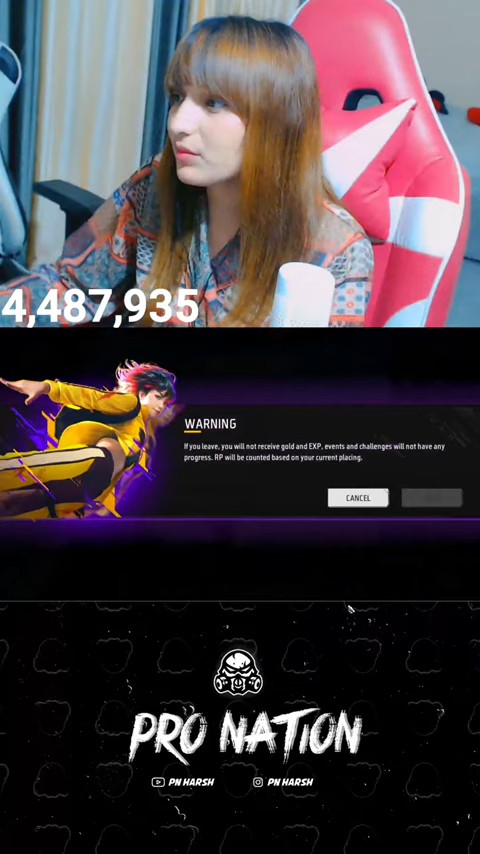 4,487,935
WARNING
If you leave, you will not receive gold and EXP, events and challenges will not have any
progress. RP will be counted based on your current placing.
CANCEL
PRO NATION
PN HARSH PN HARSH